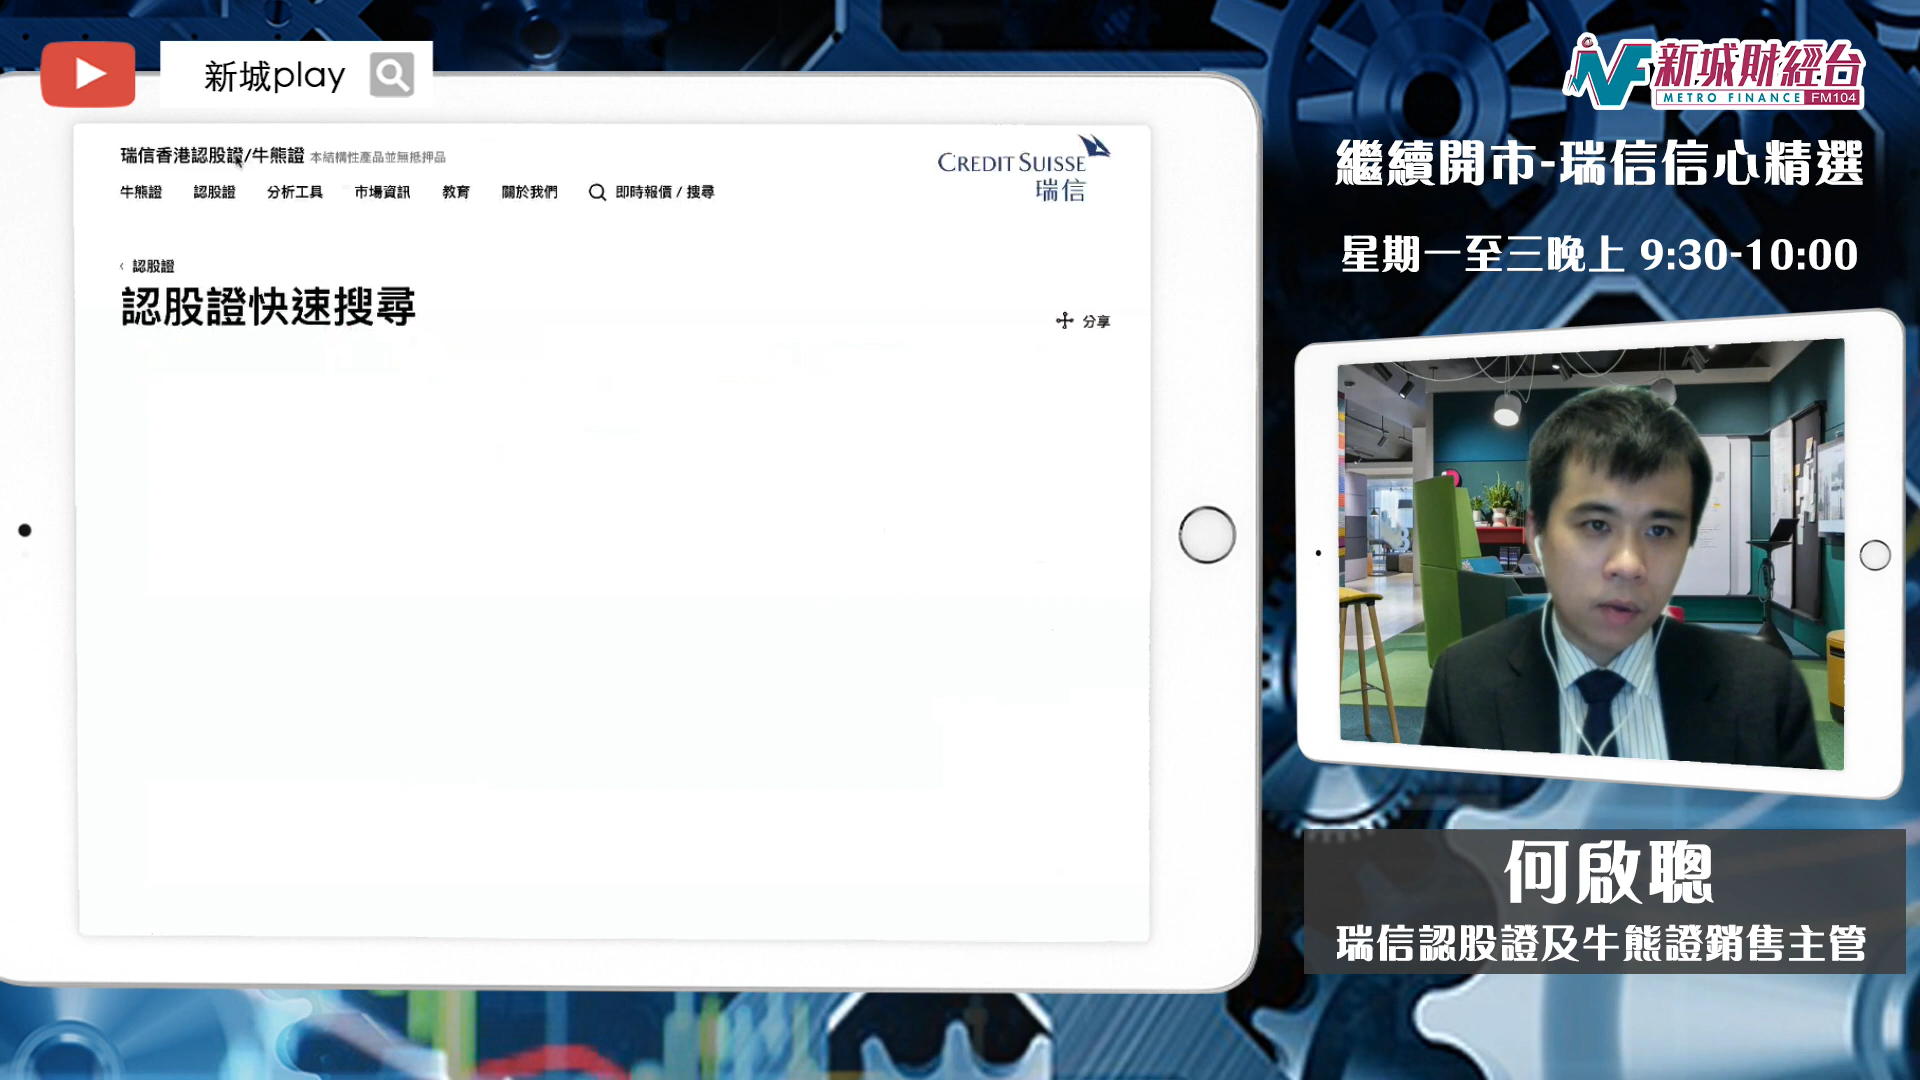 新城play
新城財經台
METRO FINANCE FM104
繼續開市-瑞信信心精選
星期一至三晚上 9:30-10:00
瑞信香港認股證/牛熊證 本結構性產品並無抵押品
牛熊證 認股證 分析工具 市場資訊 教育 關於我們 即時報價 / 搜尋
CREDIT SUISSE
瑞信
‹ 認股證
認股證快速搜尋
分享
何啟聰
瑞信認股證及牛熊證銷售主管